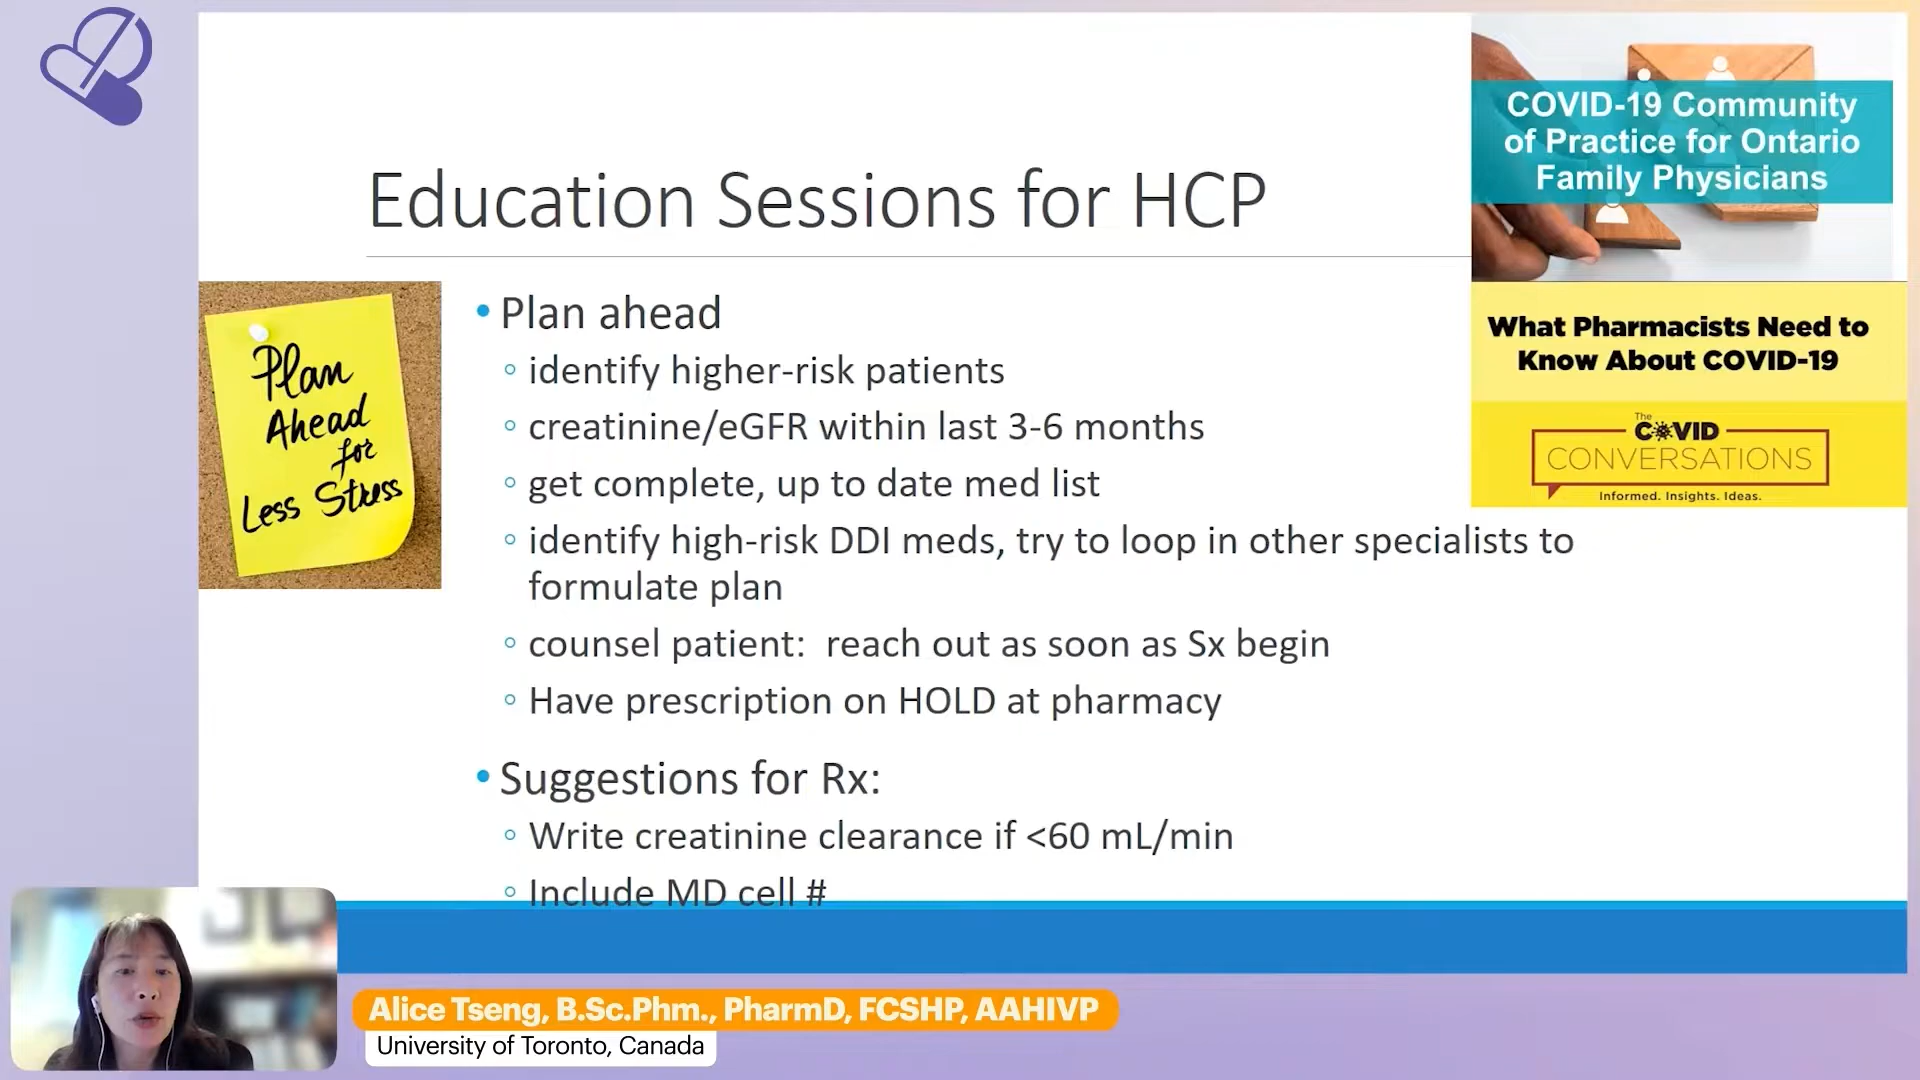 Education Sessions for HCP
COVID-19 Community
of Practice for Ontario
Family Physicians
What Pharmacists Need to
Know About COVID-19
The
COVID
CONVERSATIONS
Informed. Insights. Ideas.
Plan
Ahead
for
Less Stress
• Plan ahead
◦ identify higher-risk patients
◦ creatinine/eGFR within last 3-6 months
◦ get complete, up to date med list
◦ identify high-risk DDI meds, try to loop in other specialists to
formulate plan
◦ counsel patient:  reach out as soon as Sx begin
◦ Have prescription on HOLD at pharmacy
• Suggestions for Rx:
◦ Write creatinine clearance if <60 mL/min
◦ Include MD cell #
Alice Tseng, B.Sc.Phm., PharmD, FCSHP, AAHIVP
University of Toronto, Canada